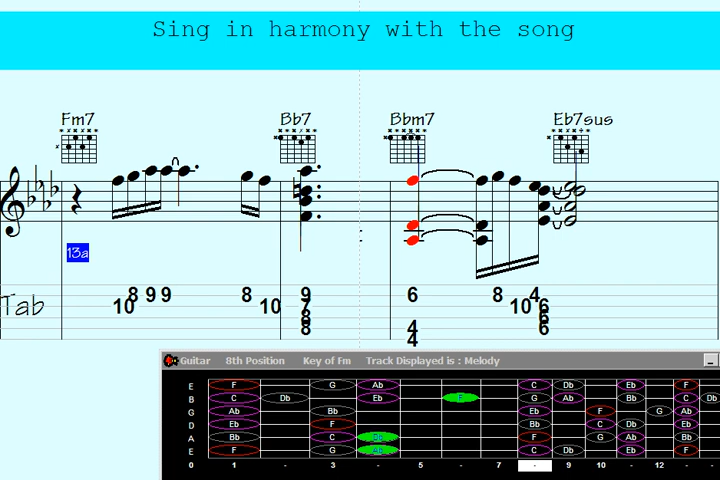 Sing in harmony with the song
Fm7 Bb7 Bbm7 Eb7sus
13a
Tab
8 9 9 8 9 6 8 4
10 10 7 10 6
8 4 6
8 4 6
Guitar 8th Position Key of Fm Track Displayed is : Melody
E F G Ab C Db Eb F
B C Db Eb G Ab C Db
G Ab Bb Eb F G Ab
D Eb F Bb C Db Eb
A Bb C F G Ab Bb
E F G C Db Eb F
0 1 - 3 - 5 - 7 - 9 10 - 12 - -